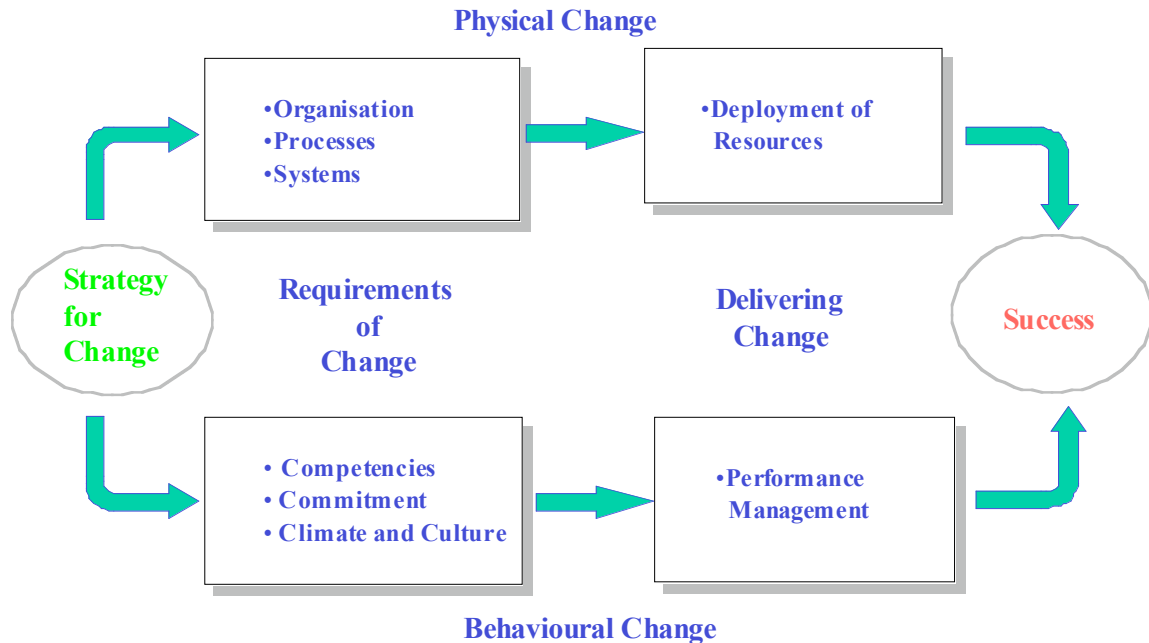 Physical Change
•Organisation
•Processes
•Systems
•Deployment of
Resources
Strategy
for
Change
Requirements
of
Change
Delivering
Change
Success
• Competencies
• Commitment
• Climate and Culture
•Performance
Management
Behavioural Change